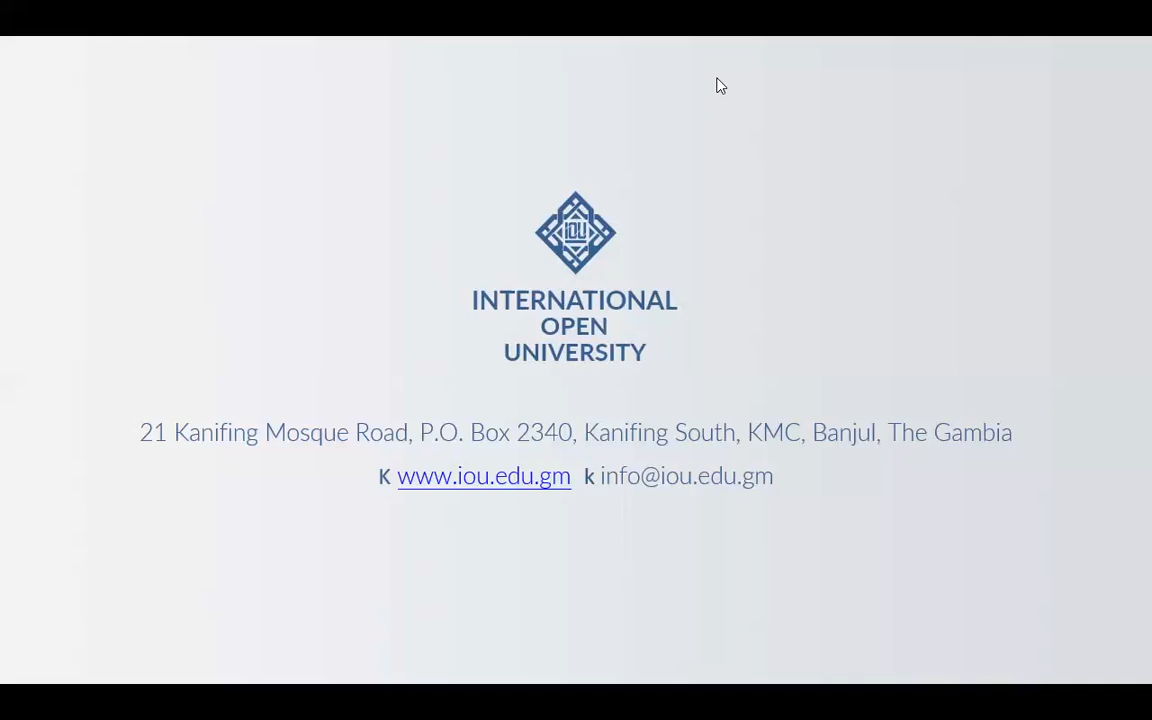 IOU
INTERNATIONAL
OPEN
UNIVERSITY
21 Kanifing Mosque Road, P.O. Box 2340, Kanifing South, KMC, Banjul, The Gambia
K www.iou.edu.gm k info@iou.edu.gm